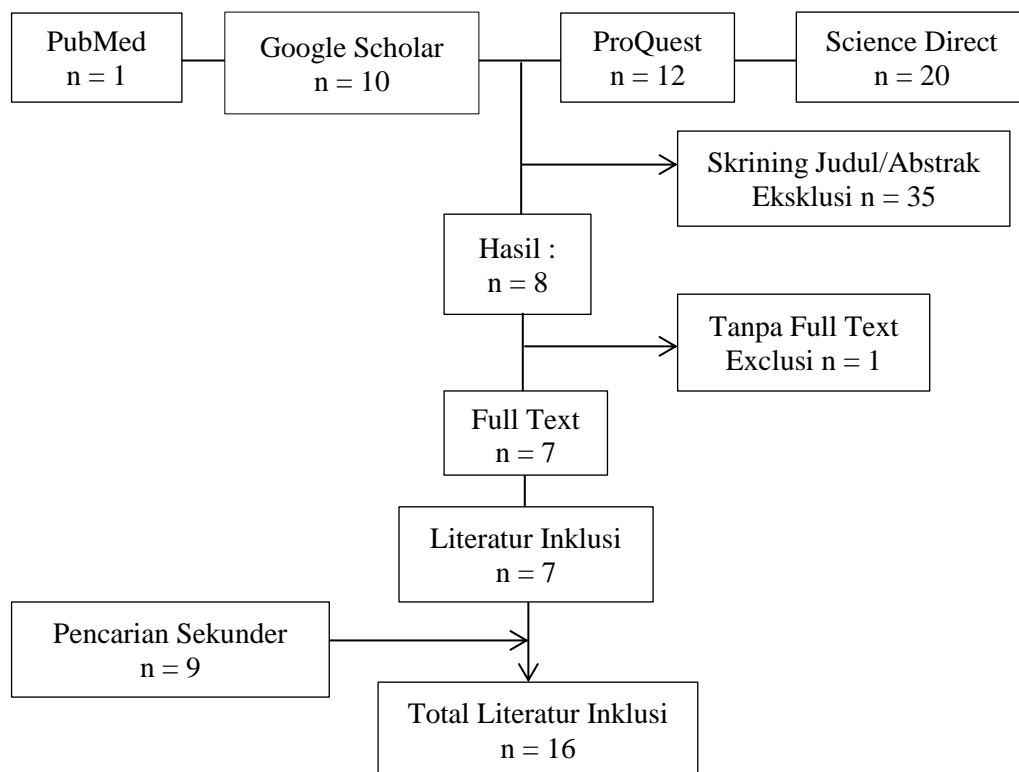 PubMed
n = 1
Google Scholar
n = 10
ProQuest
n = 12
Science Direct
n = 20
Skrining Judul/Abstrak
Eksklusi n = 35
Hasil :
n = 8
Tanpa Full Text
Exclusi n = 1
Full Text
n = 7
Literatur Inklusi
n = 7
Pencarian Sekunder
n = 9
Total Literatur Inklusi
n = 16